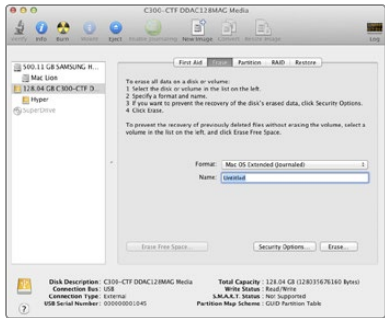 C300-CTF DDAC128MAG Media
Verify Info Burn Mount Eject Enable Journaling New Image Convert Resize Image Log
500.11 GB SAMSUNG H...
Mac Lion
128.04 GB C300-CTF D...
Hyper
SuperDrive
First Aid Erase Partition RAID Restore
To erase all data on a disk or volume:
1 Select the disk or volume in the list on the left.
2 Specify a format and name.
3 If you want to prevent the recovery of the disk's erased data, click Security Options.
4 Click Erase.
To prevent the recovery of previously deleted files without erasing the volume, select a
volume in the list on the left, and click Erase Free Space.
Format: Mac OS Extended (Journaled)
Name: Untitled
Erase Free Space... Security Options... Erase...
Disk Description : C300-CTF DDAC128MAG Media
Connection Bus : USB
Connection Type : External
USB Serial Number : 000000001045
Total Capacity : 128.04 GB (128035676160 Bytes)
Write Status : Read/Write
S.M.A.R.T. Status : Not Supported
Partition Map Scheme : GUID Partition Table
?